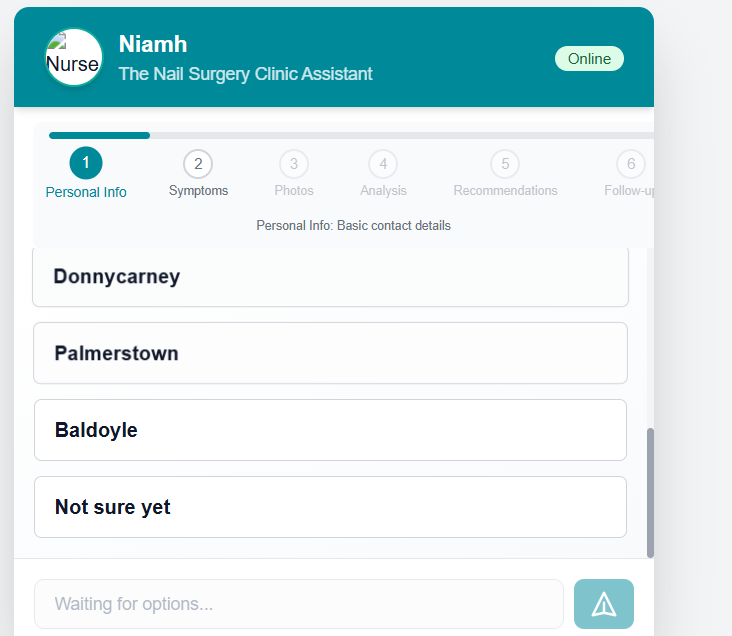 Nurse
Niamh
The Nail Surgery Clinic Assistant
Online
1
2
3
4
5
6
Personal Info
Symptoms
Photos
Analysis
Recommendations
Follow-up
Personal Info: Basic contact details
Donnycarney
Palmerstown
Baldoyle
Not sure yet
Waiting for options...